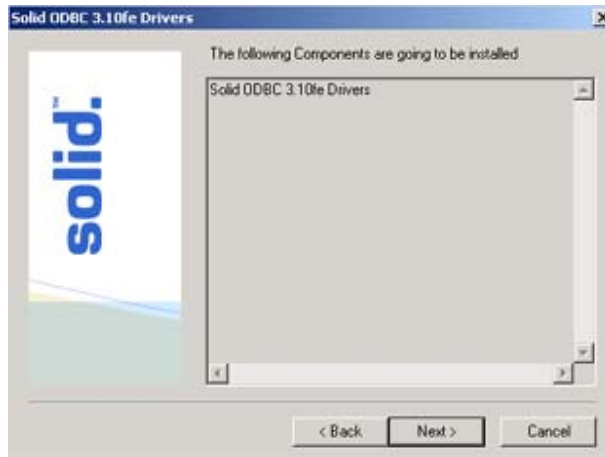 Solid ODBC 3.10fe Drivers
The following Components are going to be installed
Solid ODBC 3.10fe Drivers
solid.™
< Back
Next >
Cancel